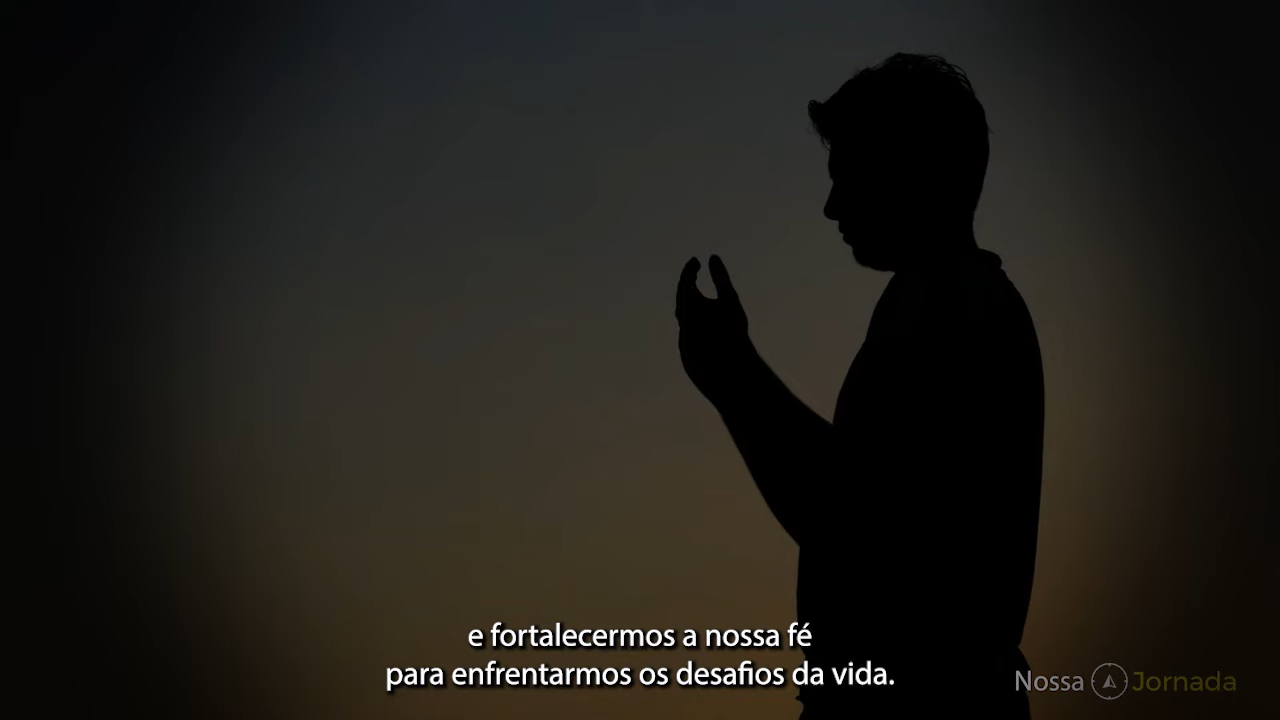 e fortalecermos a nossa fé
para enfrentarmos os desafios da vida.
Nossa Jornada